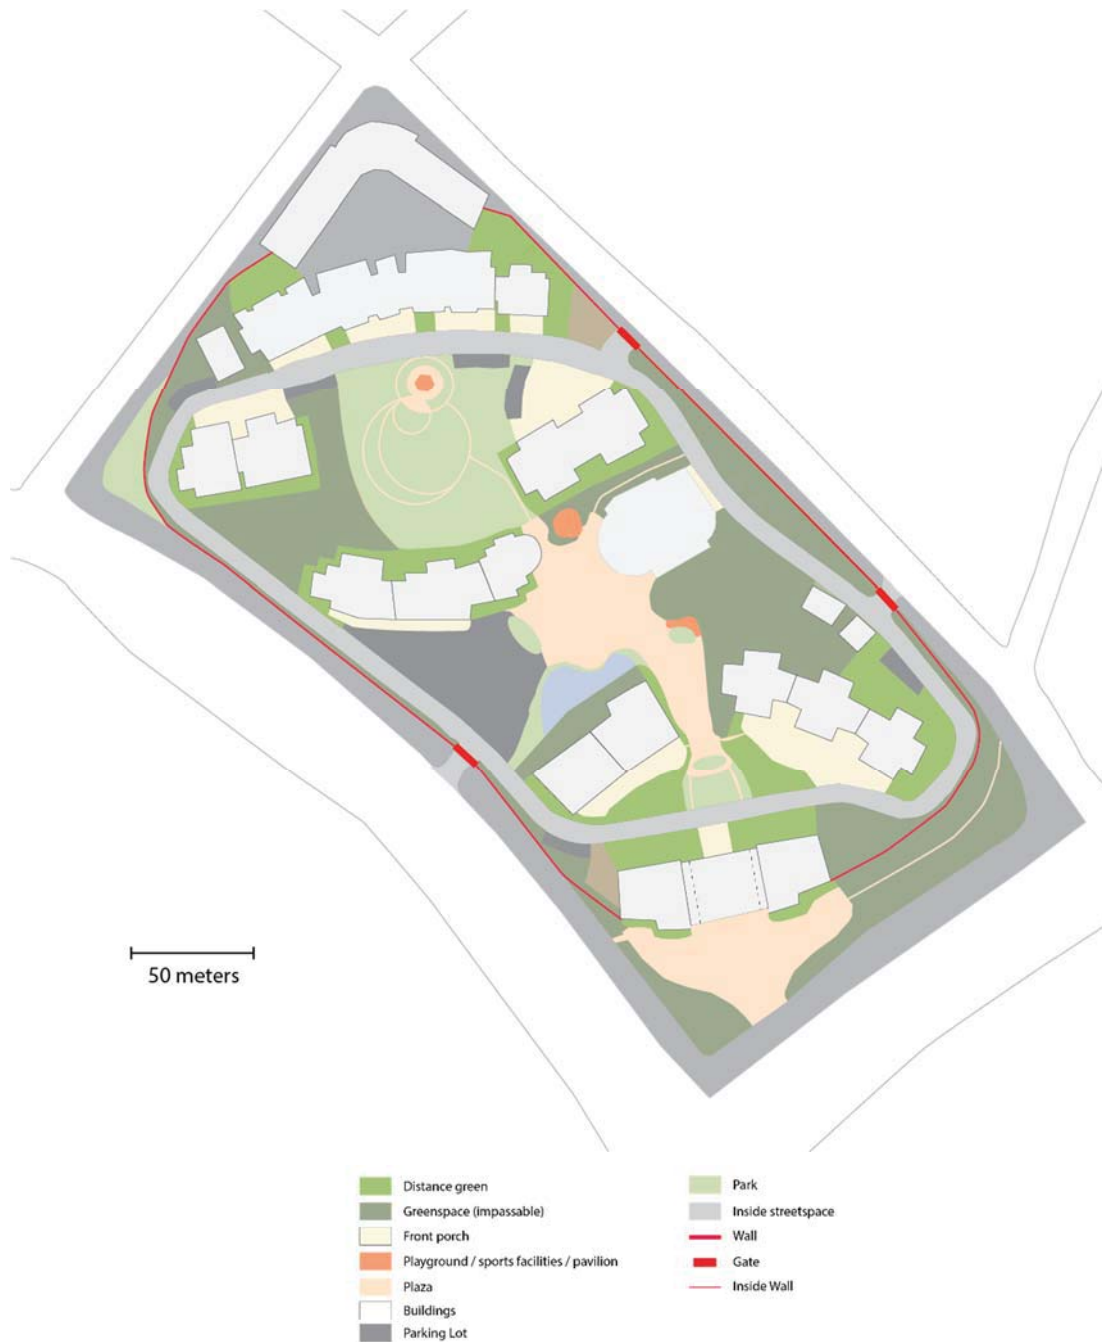 50 meters
Distance green
Greenspace (impassable)
Front porch
Playground / sports facilities / pavilion
Plaza
Buildings
Parking Lot
Park
Inside streetspace
Wall
Gate
Inside Wall